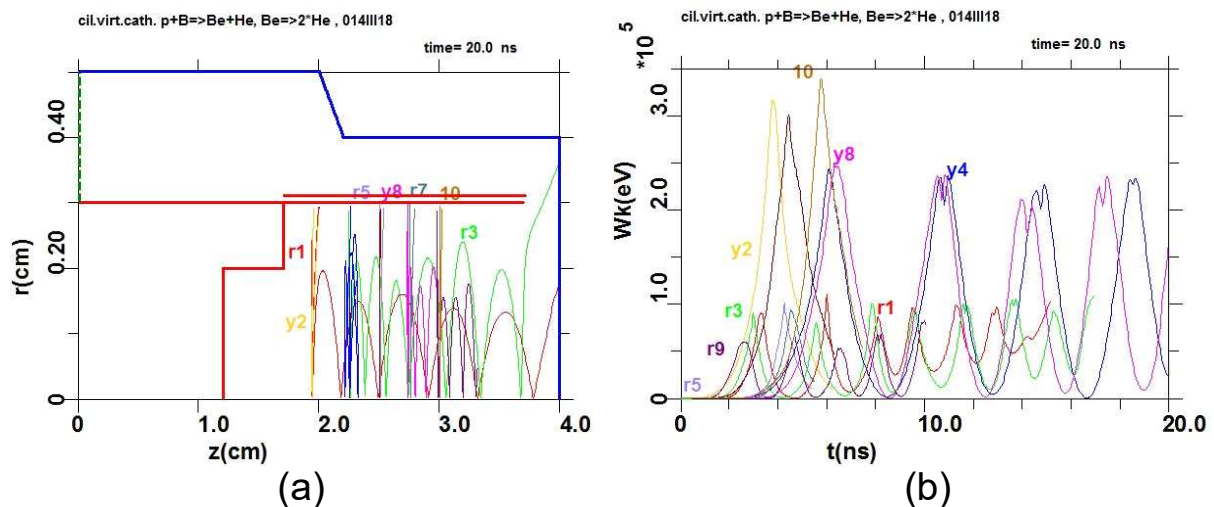 cil.virt.cath. p+B=>Be+He, Be=>2*He , 014III18
time= 20.0 ns
r(cm)
0.40
0.20
0
r5
y8
r7
10
r3
r1
y2
0
1.0
2.0
3.0
4.0
z(cm)
(a)
cil.virt.cath. p+B=>Be+He, Be=>2*He , 014III18
*10 5
time= 20.0 ns
Wk(eV)
3.0
2.0
1.0
0
10
y8
y4
y2
r3
r1
r9
r5
0
10.0
20.0
t(ns)
(b)